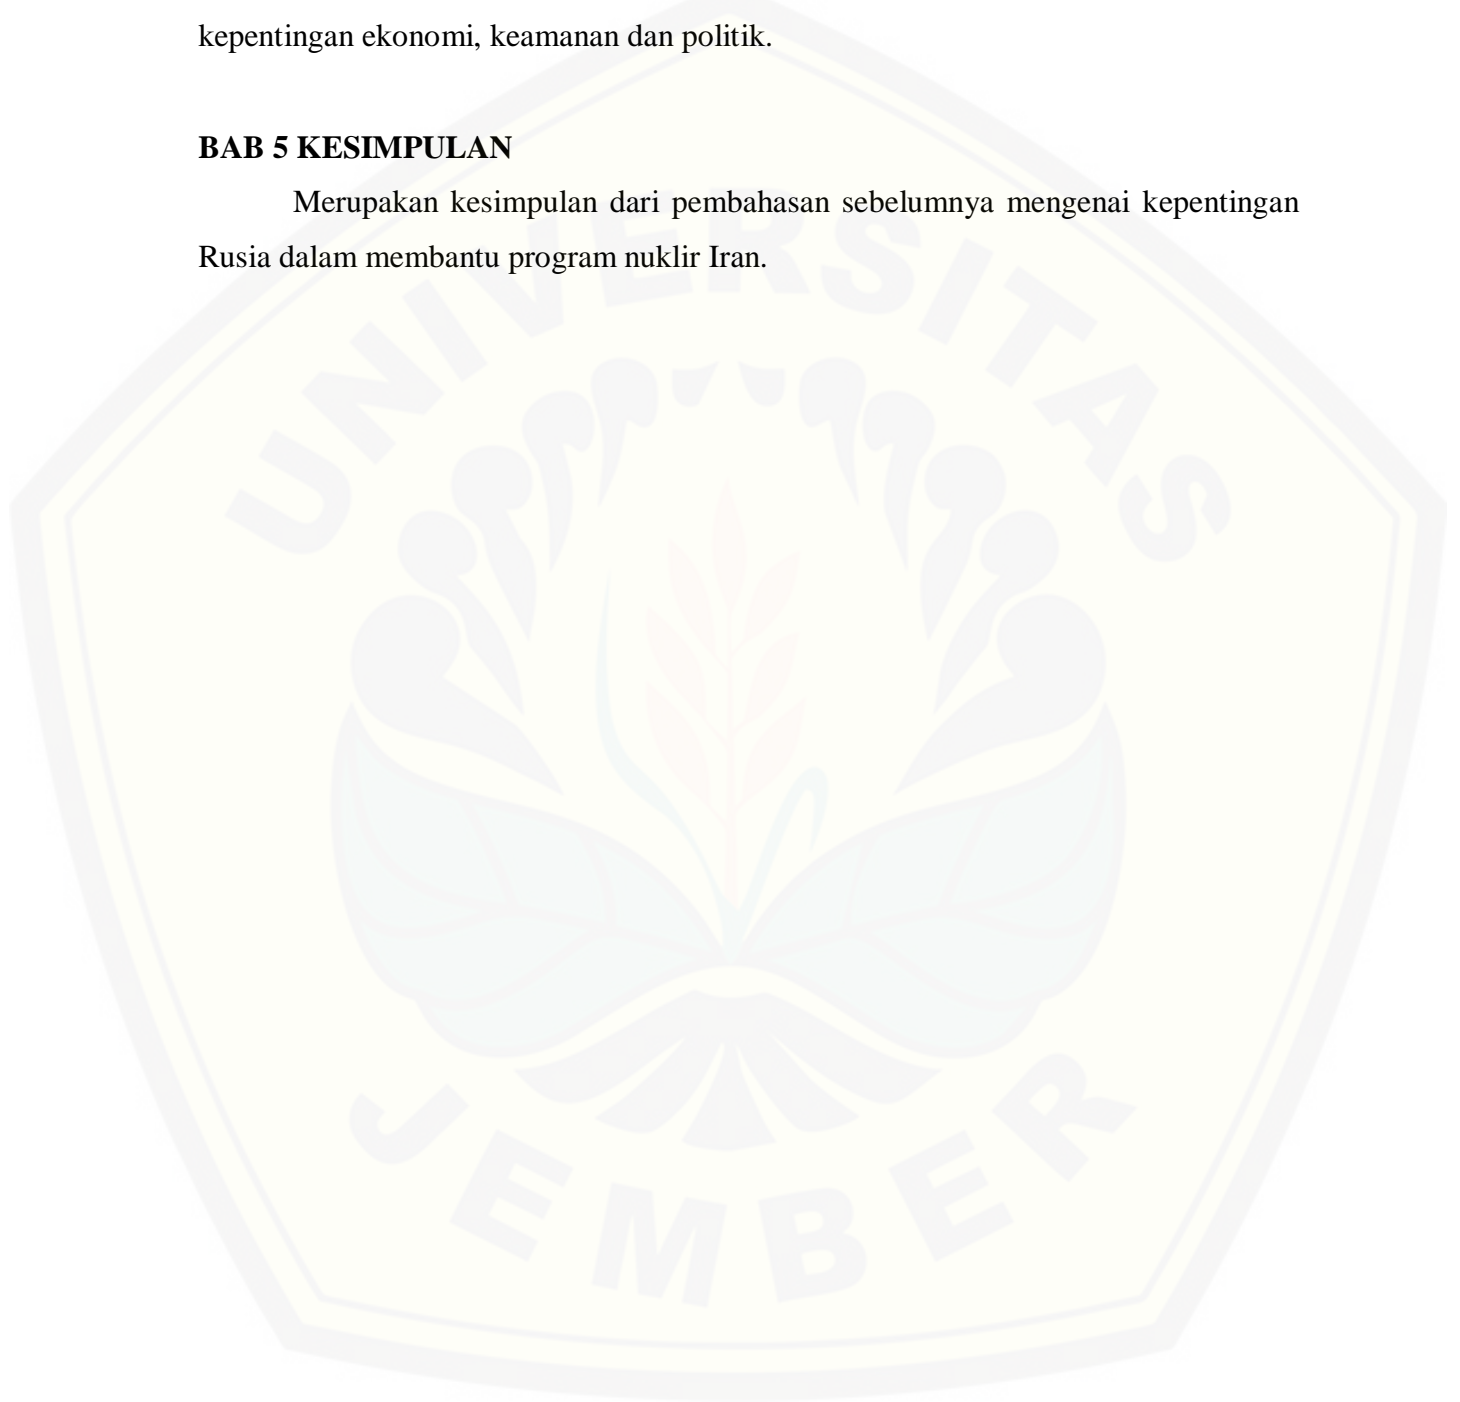 kepentingan ekonomi, keamanan dan politik.
BAB 5 KESIMPULAN
Merupakan kesimpulan dari pembahasan sebelumnya mengenai kepentingan
Rusia dalam membantu program nuklir Iran.
UNIVERSITAS
JEMBER